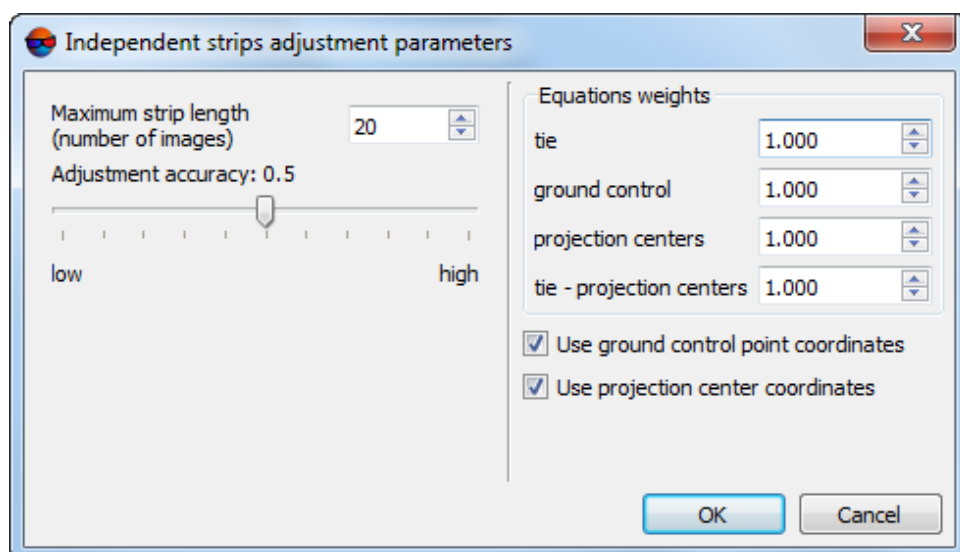 Independent strips adjustment parameters
Maximum strip length
(number of images)
20
Adjustment accuracy: 0.5
low
high
Equations weights
tie
1.000
ground control
1.000
projection centers
1.000
tie - projection centers
1.000
Use ground control point coordinates
Use projection center coordinates
OK
Cancel